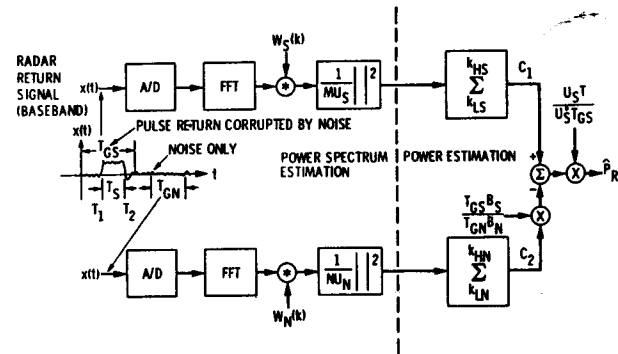 RADAR
RETURN
SIGNAL
(BASEBAND)
x(t)
A/D
FFT
*
W_S(k)
1
MU_S
| |²
k_HS
Σ
k_LS
C_1
U_S T
U_S° T_GS
x(t)
T_GS
PULSE RETURN CORRUPTED BY NOISE
NOISE ONLY
t
T_S
T_GN
T_1
T_2
POWER SPECTRUM
ESTIMATION
POWER ESTIMATION
+
Σ
-
X
P̂_R
T_GS B_S
T_GN B_N
X
x(t)
A/D
FFT
*
W_N(k)
1
NU_N
| |²
k_HN
Σ
k_LN
C_2